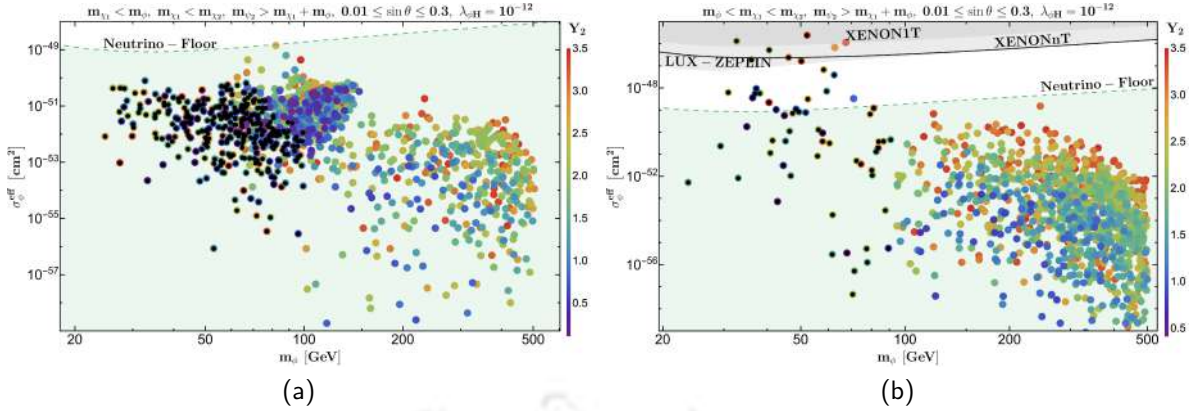 m_χ₁ < m_ϕ, m_χ₁ < m_χ₂, m_ψ₂ > m_χ₁ + m_ϕ, 0.01 ≤ sin θ ≤ 0.3, λ_ϕH = 10⁻¹²
Y₂
Neutrino – Floor
10⁻⁴⁹
10⁻⁵¹
10⁻⁵³
10⁻⁵⁵
10⁻⁵⁷
σ_ϕ^eff [cm²]
3.5
3.0
2.5
2.0
1.5
1.0
0.5
20 50 100 200 500
m_ϕ [GeV]
(a)
m_ϕ < m_χ₁ < m_χ₂, m_ψ₂ > m_χ₁ + m_ϕ, 0.01 ≤ sin θ ≤ 0.3, λ_ϕH = 10⁻¹²
Y₂
XENON1T
XENONnT
LUX – ZEPLIN
Neutrino – Floor
10⁻⁴⁸
10⁻⁵²
10⁻⁵⁶
σ_ϕ^eff [cm²]
3.5
3.0
2.5
2.0
1.5
1.0
0.5
20 50 100 200 500
m_ϕ [GeV]
(b)